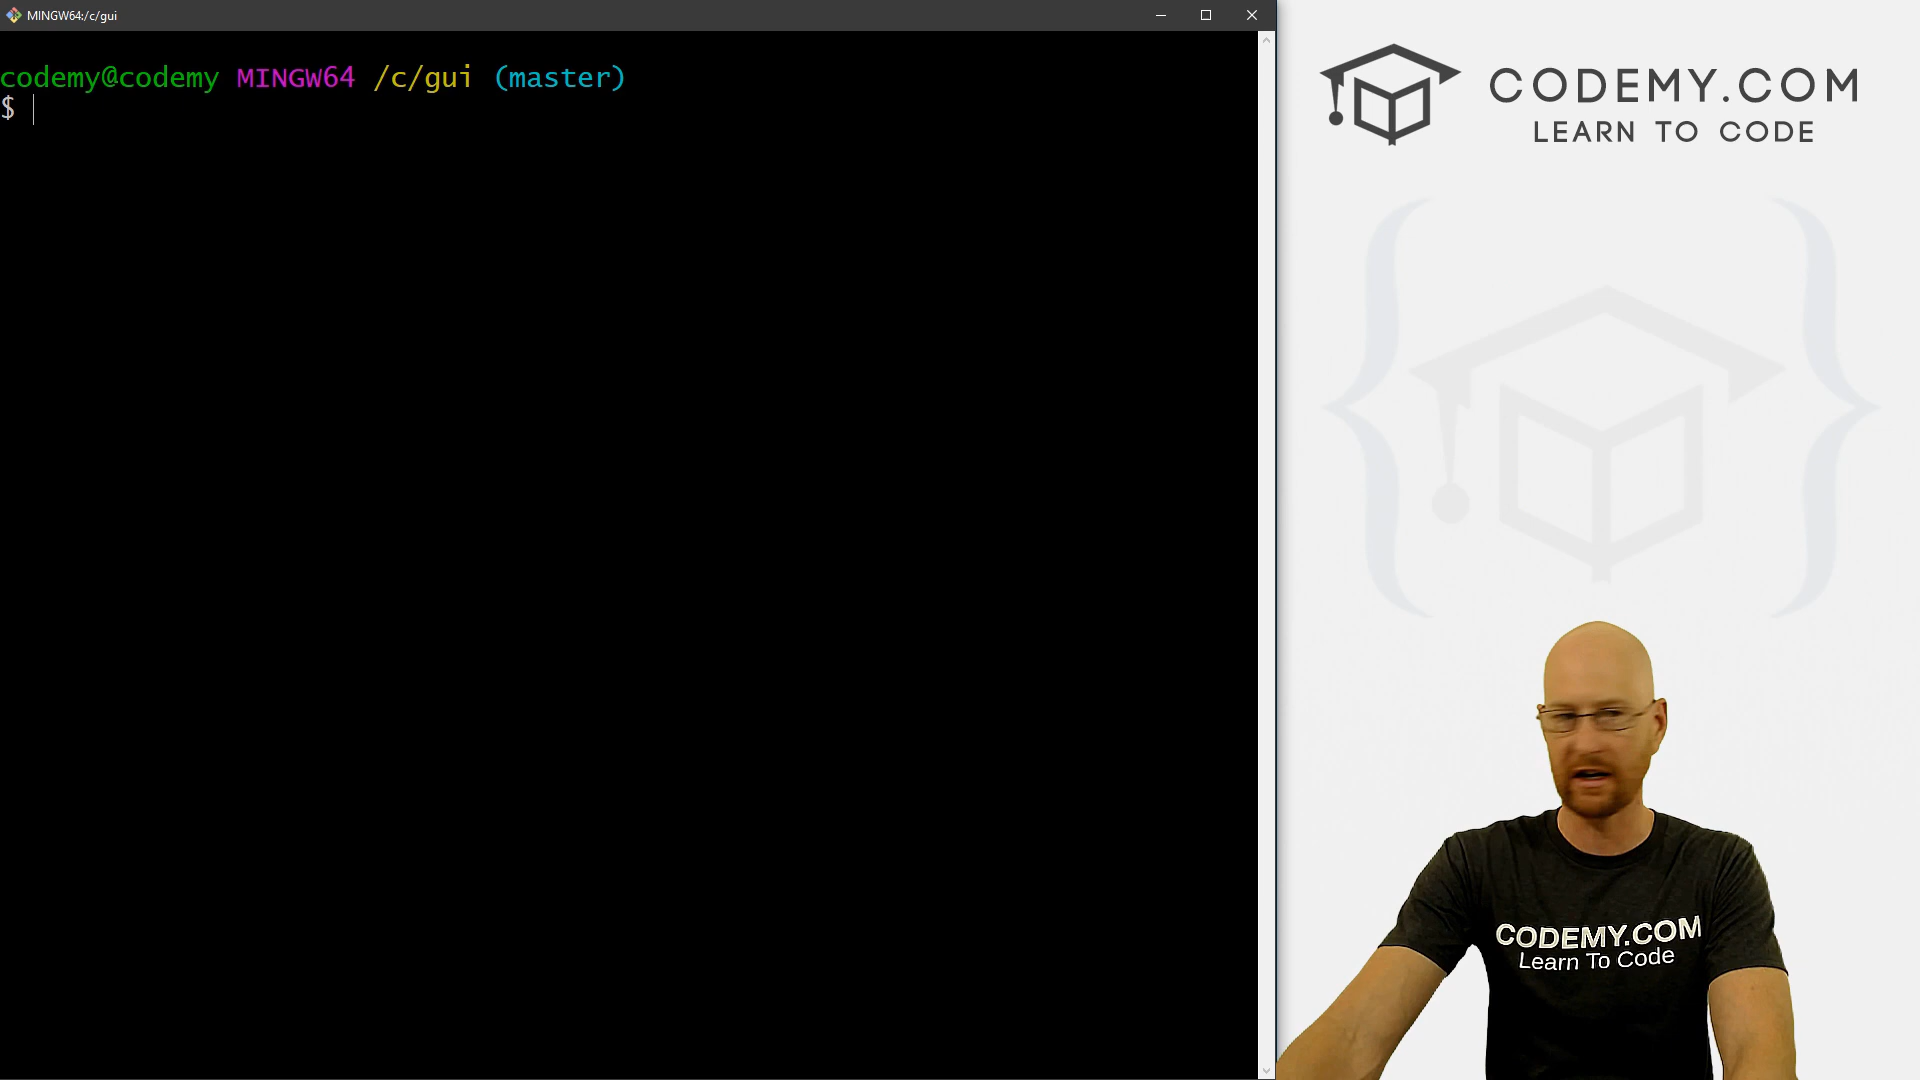 MINGW64:/c/gui
codemy@codemy MINGW64 /c/gui (master)
$
CODEMY.COM
LEARN TO CODE
CODEMY.COM
Learn To Code